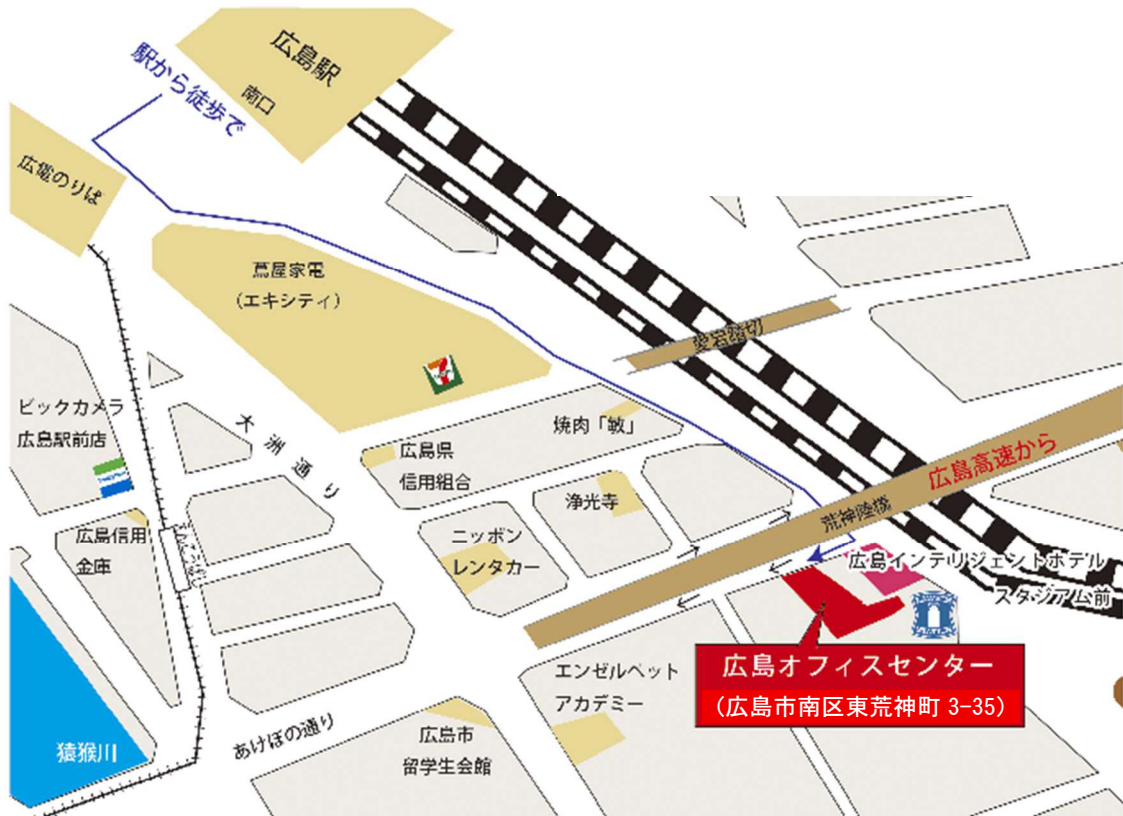 広島駅
南口
駅から徒歩で
広電のりば
蔦屋家電
(エキシティ)
愛宕踏切
ビックカメラ
広島駅前店
大洲通り
広島県
信用組合
焼肉「敏」
広島高速から
浄光寺
荒神陸橋
広島信用
金庫
ニッポン
レンタカー
広島インテリジェントホテル
スタジアム前
広島オフィスセンター
(広島市南区東荒神町 3-35)
エンゼルペット
アカデミー
あけぼの通り
広島市
留学生会館
猿猴川